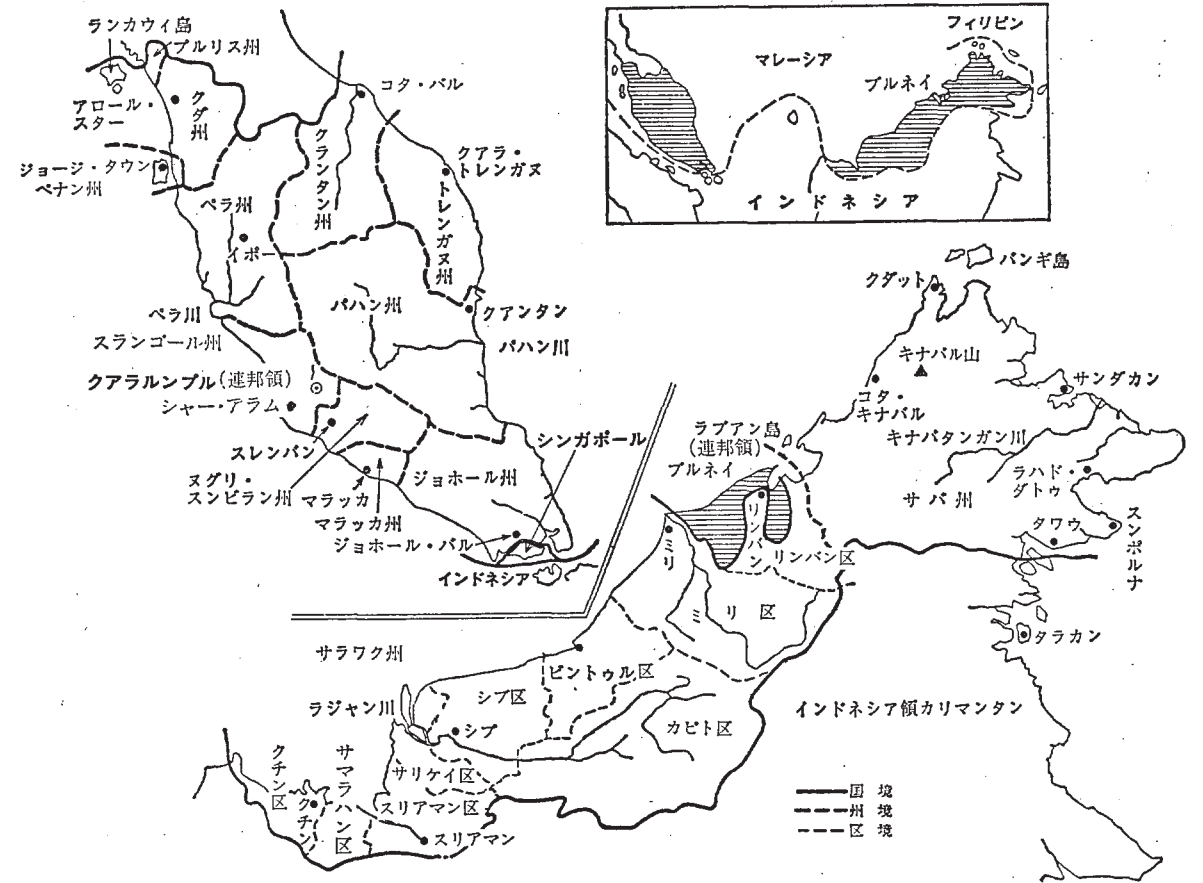 ランカウィ島
プルリス州
アロール・
スター
クダ州
コタ・バル
クランタン州
クアラ・
トレンガヌ
トレンガヌ州
ジョージ・タウン
ペナン州
ペラ州
イポー
パハン州
クアンタン
ペラ川
パハン川
スランゴール州
クアラルンプル(連邦領)
シャー・アラム
スレンバン
ヌグリ・
スンビラン州
マラッカ
マラッカ州
ジョホール州
シンガポール
ジョホール・バル
インドネシア
フィリピン
マレーシア
ブルネイ
インドネシア
バンギ島
クダット
キナバル山
サンダカン
コタ・
キナバル
キナバタンガン川
ラブアン島
(連邦領)
ブルネイ
ラハド・
ダトゥ
サバ州
タワウ
スンポルナ
リンバン
リンバン区
ミリ
ミリ区
タラカン
サラワク州
ビントゥル区
シブ区
ラジャン川
シブ
カピト区
インドネシア領カリマンタン
サリケイ区
クチン区
クチン
サマラハン区
スリアマン区
スリアマン
国境
州境
区境